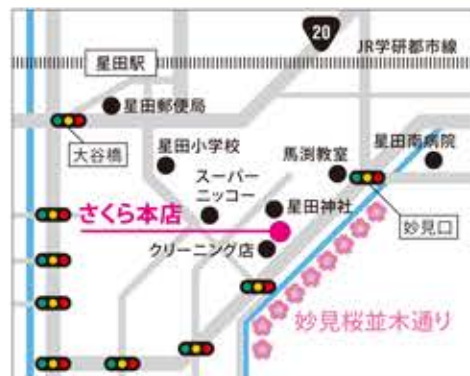 20
JR学研都市線
星田駅
星田郵便局
大谷橋
星田小学校
馬渕教室
星田南病院
スーパー
ニッコー
さくら本店
星田神社
妙見口
クリーニング店
妙見桜並木通り